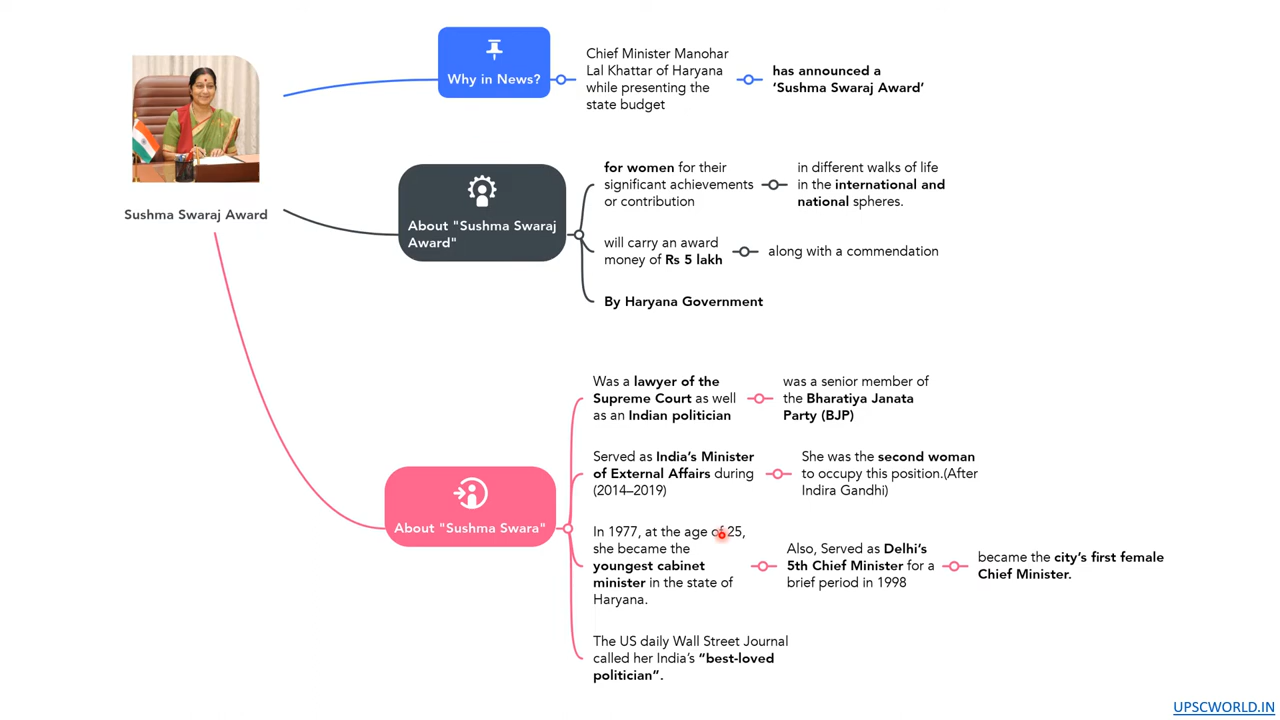 Sushma Swaraj Award
Why in News?
Chief Minister Manohar
Lal Khattar of Haryana
while presenting the
state budget
has announced a
‘Sushma Swaraj Award’
About "Sushma Swaraj
Award"
for women for their
significant achievements
or contribution
in different walks of life
in the international and
national spheres.
will carry an award
money of Rs 5 lakh
along with a commendation
By Haryana Government
About "Sushma Swara"
Was a lawyer of the
Supreme Court as well
as an Indian politician
was a senior member of
the Bharatiya Janata
Party (BJP)
Served as India’s Minister
of External Affairs during
(2014–2019)
She was the second woman
to occupy this position.(After
Indira Gandhi)
In 1977, at the age of 25,
she became the
youngest cabinet
minister in the state of
Haryana.
Also, Served as Delhi’s
5th Chief Minister for a
brief period in 1998
became the city’s first female
Chief Minister.
The US daily Wall Street Journal
called her India’s “best-loved
politician”.
UPSCWORLD.IN